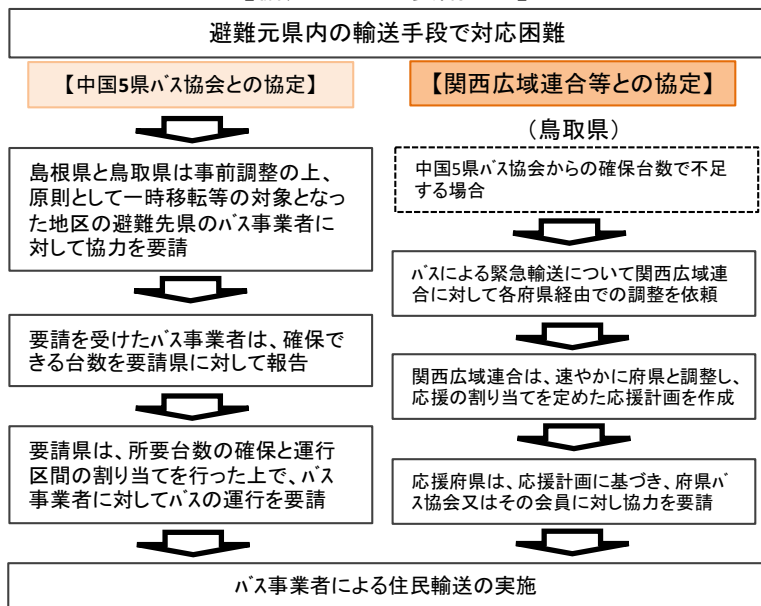 避難元県内の輸送手段で対応困難
【中国5県バス協会との協定】
島根県と鳥取県は事前調整の上、
原則として一時移転等の対象となっ
た地区の避難先県のバス事業者に
対して協力を要請
要請を受けたバス事業者は、確保で
きる台数を要請県に対して報告
要請県は、所要台数の確保と運行
区間の割り当てを行った上で、バス
事業者に対してバスの運行を要請
【関西広域連合等との協定】
（鳥取県）
中国5県バス協会からの確保台数で不足
する場合
バスによる緊急輸送について関西広域連
合に対して各府県経由での調整を依頼
関西広域連合は、速やかに府県と調整し、
応援の割り当てを定めた応援計画を作成
応援府県は、応援計画に基づき、府県バ
ス協会又はその会員に対し協力を要請
バス事業者による住民輸送の実施